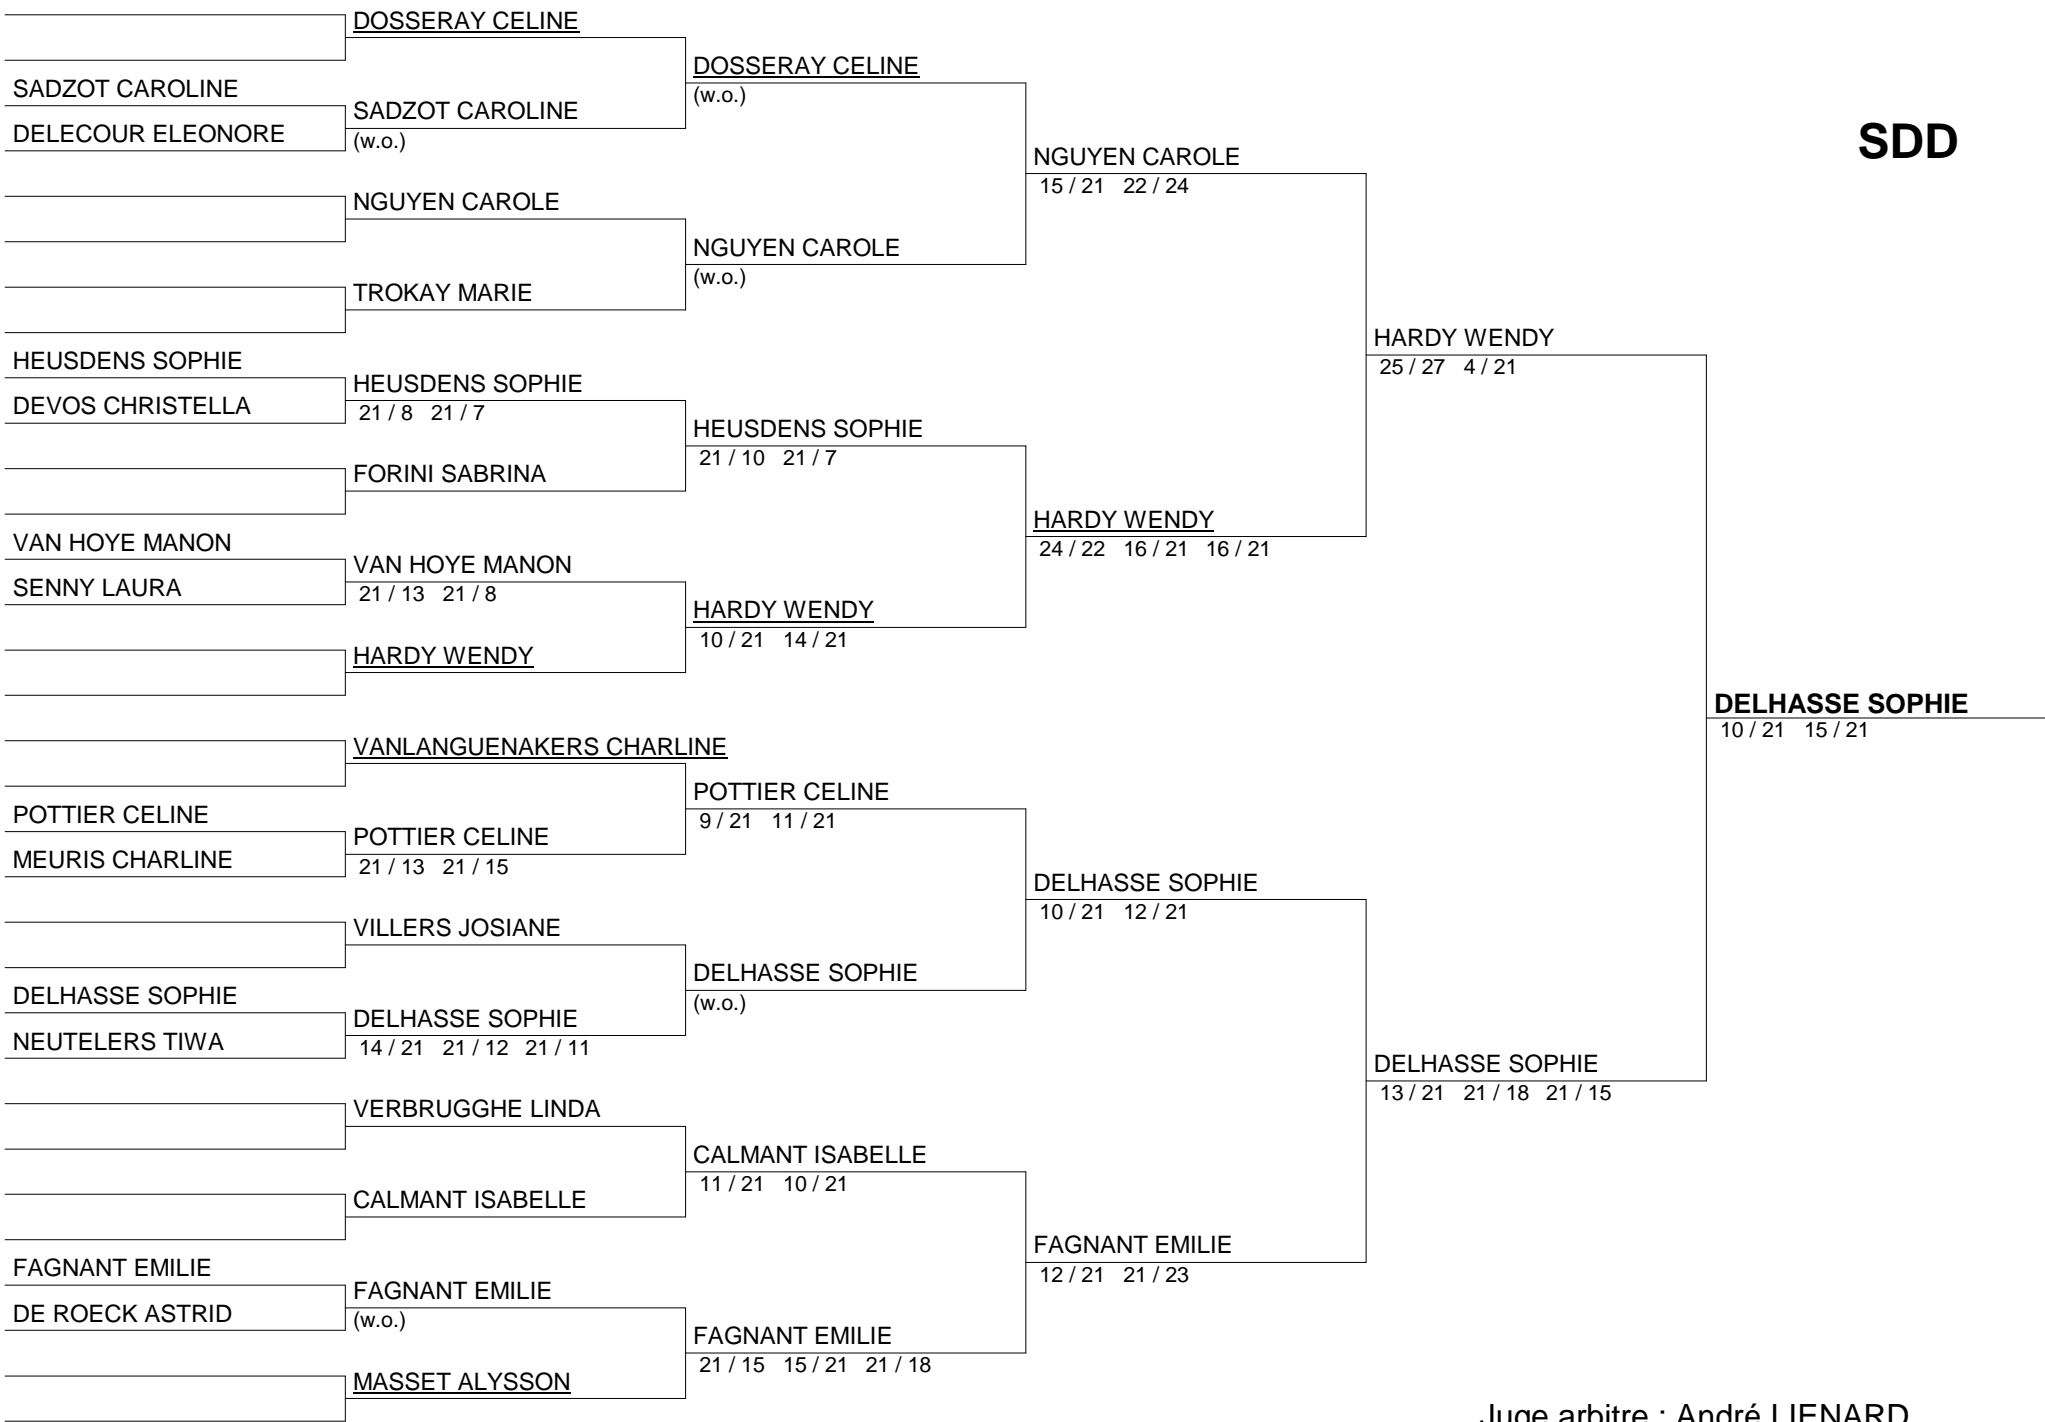 SDD
SADZOT CAROLINE
DELECOUR ELEONORE
HEUSDENS SOPHIE
DEVOS CHRISTELLA
VAN HOYE MANON
SENNY LAURA
POTTIER CELINE
MEURIS CHARLINE
DELHASSE SOPHIE
NEUTELERS TIWA
FAGNANT EMILIE
DE ROECK ASTRID
DOSSERAY CELINE
SADZOT CAROLINE
(w.o.)
NGUYEN CAROLE
TROKAY MARIE
HEUSDENS SOPHIE
21 / 8 21 / 7
FORINI SABRINA
VAN HOYE MANON
21 / 13 21 / 8
HARDY WENDY
VANLANGUENAKERS CHARLINE
POTTIER CELINE
21 / 13 21 / 15
VILLERS JOSIANE
DELHASSE SOPHIE
14 / 21 21 / 12 21 / 11
VERBRUGGHE LINDA
CALMANT ISABELLE
FAGNANT EMILIE
(w.o.)
MASSET ALYSSON
DOSSERAY CELINE
(w.o.)
NGUYEN CAROLE
(w.o.)
HEUSDENS SOPHIE
21 / 10 21 / 7
HARDY WENDY
10 / 21 14 / 21
POTTIER CELINE
9 / 21 11 / 21
DELHASSE SOPHIE
(w.o.)
CALMANT ISABELLE
11 / 21 10 / 21
FAGNANT EMILIE
21 / 15 15 / 21 21 / 18
NGUYEN CAROLE
15 / 21 22 / 24
HARDY WENDY
24 / 22 16 / 21 16 / 21
DELHASSE SOPHIE
10 / 21 12 / 21
FAGNANT EMILIE
12 / 21 21 / 23
HARDY WENDY
25 / 27 4 / 21
DELHASSE SOPHIE
13 / 21 21 / 18 21 / 15
DELHASSE SOPHIE
10 / 21 15 / 21
Juge arbitre : André LIENARD